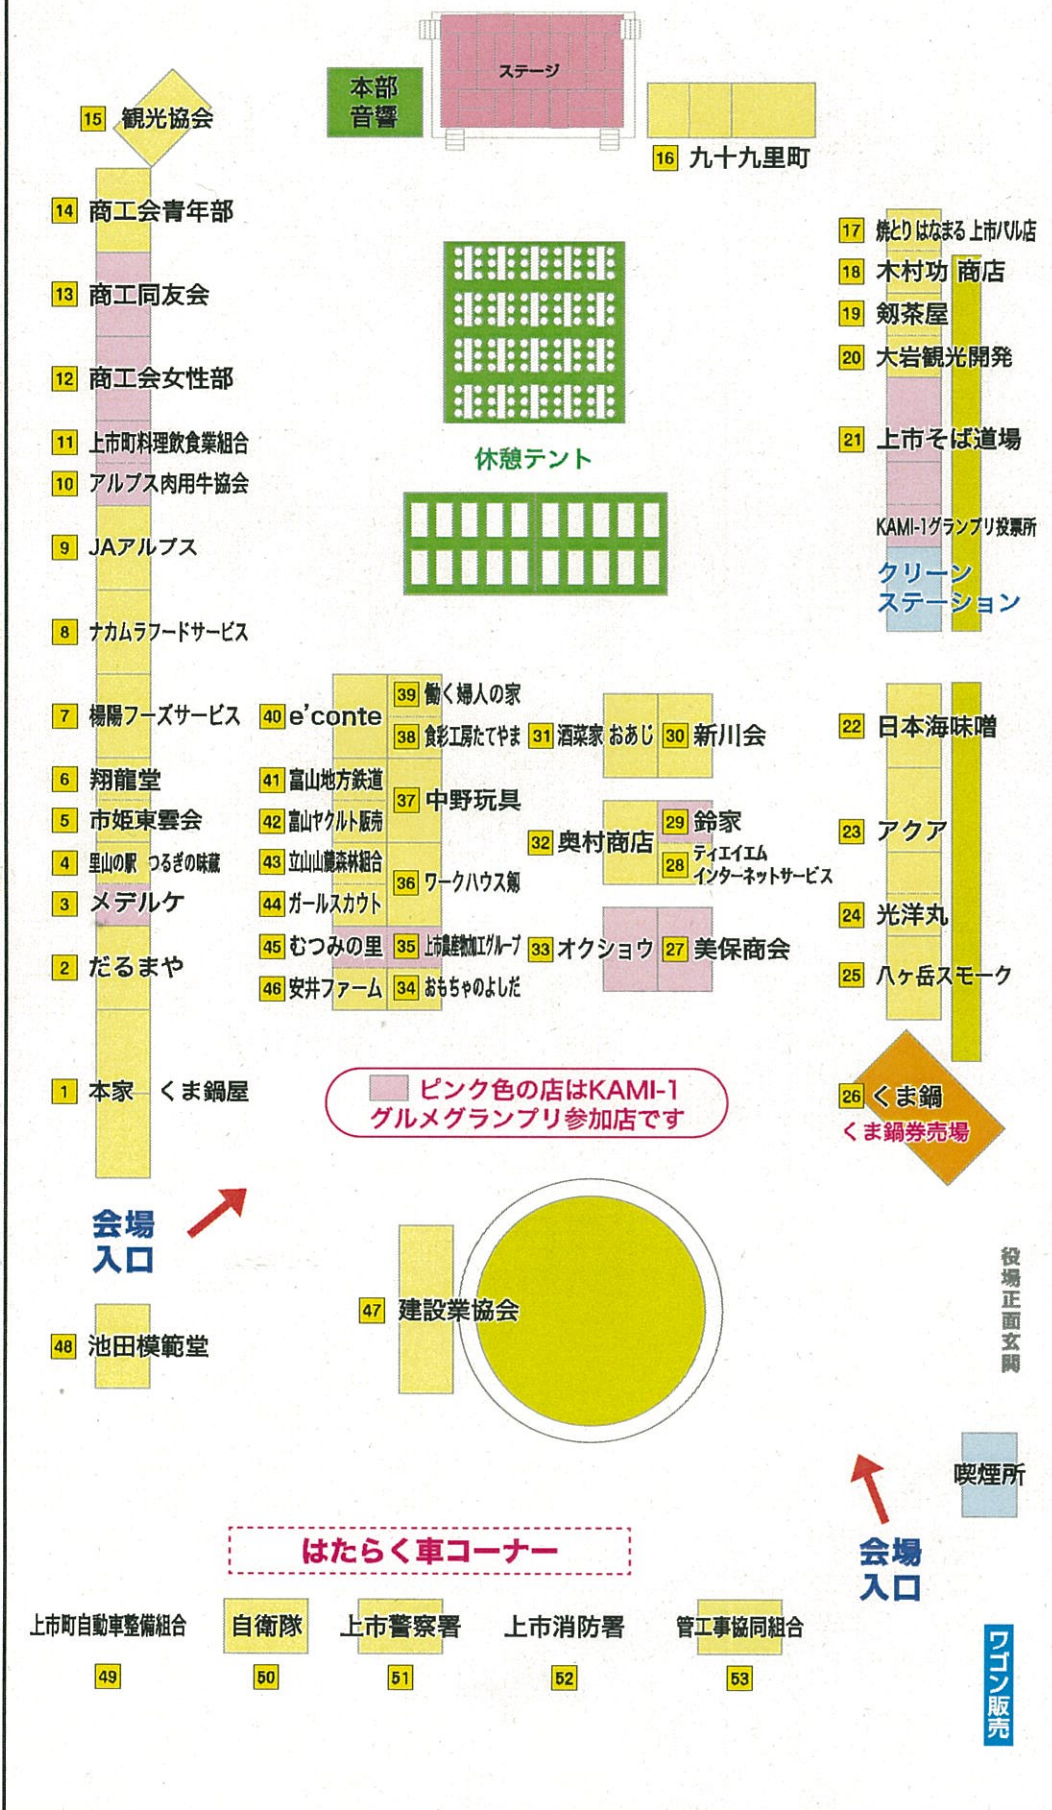 ステージ
本部
音響
15 観光協会
16 九十九里町
14 商工会青年部
13 商工同友会
12 商工会女性部
11 上市町料理飲食業組合
10 アルプス肉用牛協会
9 JAアルプス
8 ナカムラフードサービス
7 楊陽フーズサービス
6 翔龍堂
5 市姫東雲会
4 里山の駅 つるぎの味蔵
3 メデルケ
2 だるまや
1 本家 くま鍋屋
休憩テント
17 焼とり はなまる 上市パル店
18 木村功 商店
19 剱茶屋
20 大岩観光開発
21 上市そば道場
KAMI-1グランプリ投票所
クリーン
ステーション
40 e'conte
41 富山地方鉄道
42 富山ヤクルト販売
43 立山山麓森林組合
44 ガールスカウト
45 むつみの里
46 安井ファーム
39 働く婦人の家
38 食彩工房たてやま
37 中野玩具
36 ワークハウス剱
35 上市農産物加工グループ
34 おもちゃのよしだ
31 酒菜家 おあじ
30 新川会
32 奥村商店
29 鈴家
28 ティエイエム
インターネットサービス
33 オクショウ
27 美保商会
22 日本海味噌
23 アクア
24 光洋丸
25 八ヶ岳スモーク
26 くま鍋
くま鍋券売場
ピンク色の店はKAMI-1
グルメグランプリ参加店です
会場
入口
47 建設業協会
48 池田模範堂
役場正面玄関
喫煙所
会場
入口
はたらく車コーナー
上市町自動車整備組合
49
自衛隊
50
上市警察署
51
上市消防署
52
管工事協同組合
53
ワゴン販売